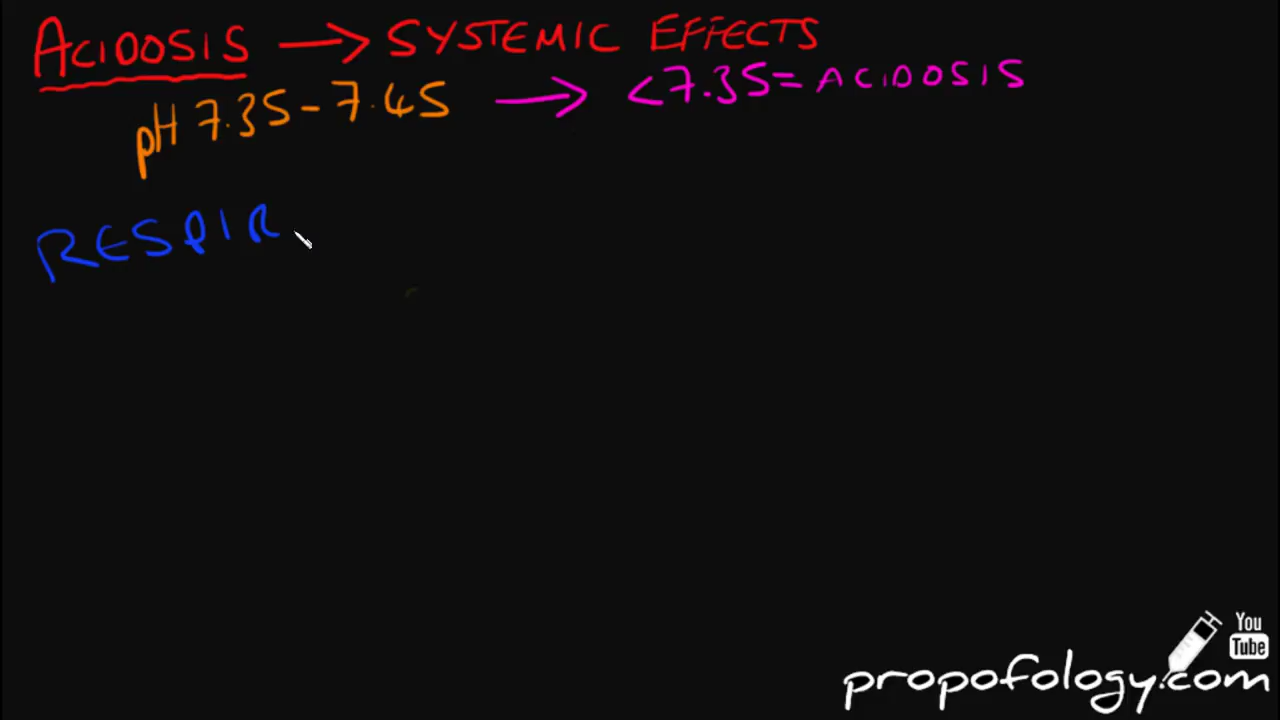 ACIDOSIS → SYSTEMIC EFFECTS
pH 7.35 - 7.45 → <7.35 = ACIDOSIS
RESPIR
You
Tube
propofology.com